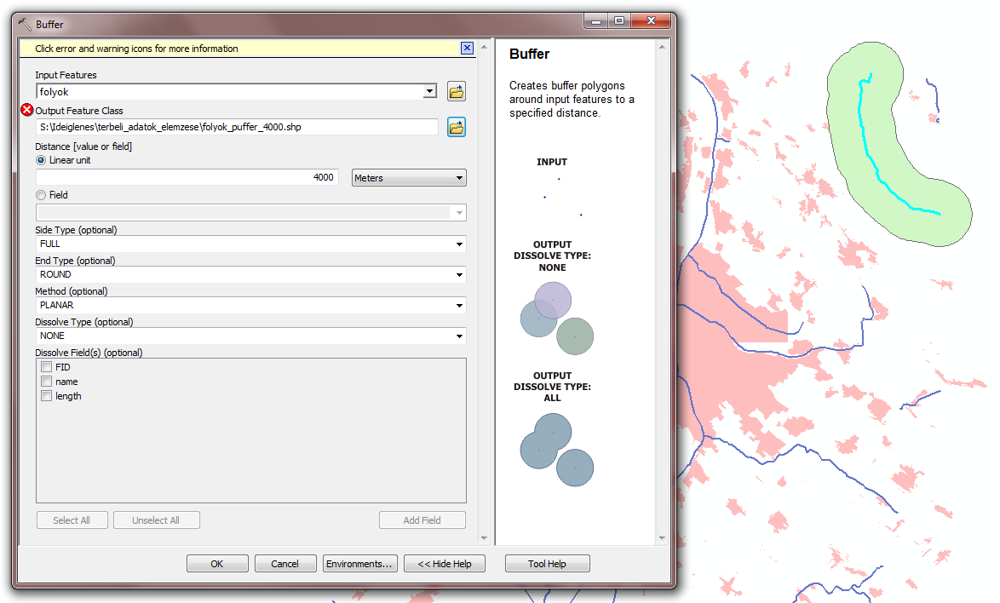 Buffer
Click error and warning icons for more information
Input Features
folyok
Output Feature Class
S:\Ideiglenes\terbeli_adatok_elemzese\folyok_puffer_4000.shp
Distance [value or field]
Linear unit
4000 Meters
Field
Side Type (optional)
FULL
End Type (optional)
ROUND
Method (optional)
PLANAR
Dissolve Type (optional)
NONE
Dissolve Field(s) (optional)
FID
name
length
Select All Unselect All Add Field
OK Cancel Environments... << Hide Help Tool Help
Buffer
Creates buffer polygons
around input features to a
specified distance.
INPUT
OUTPUT
DISSOLVE TYPE:
NONE
OUTPUT
DISSOLVE TYPE:
ALL